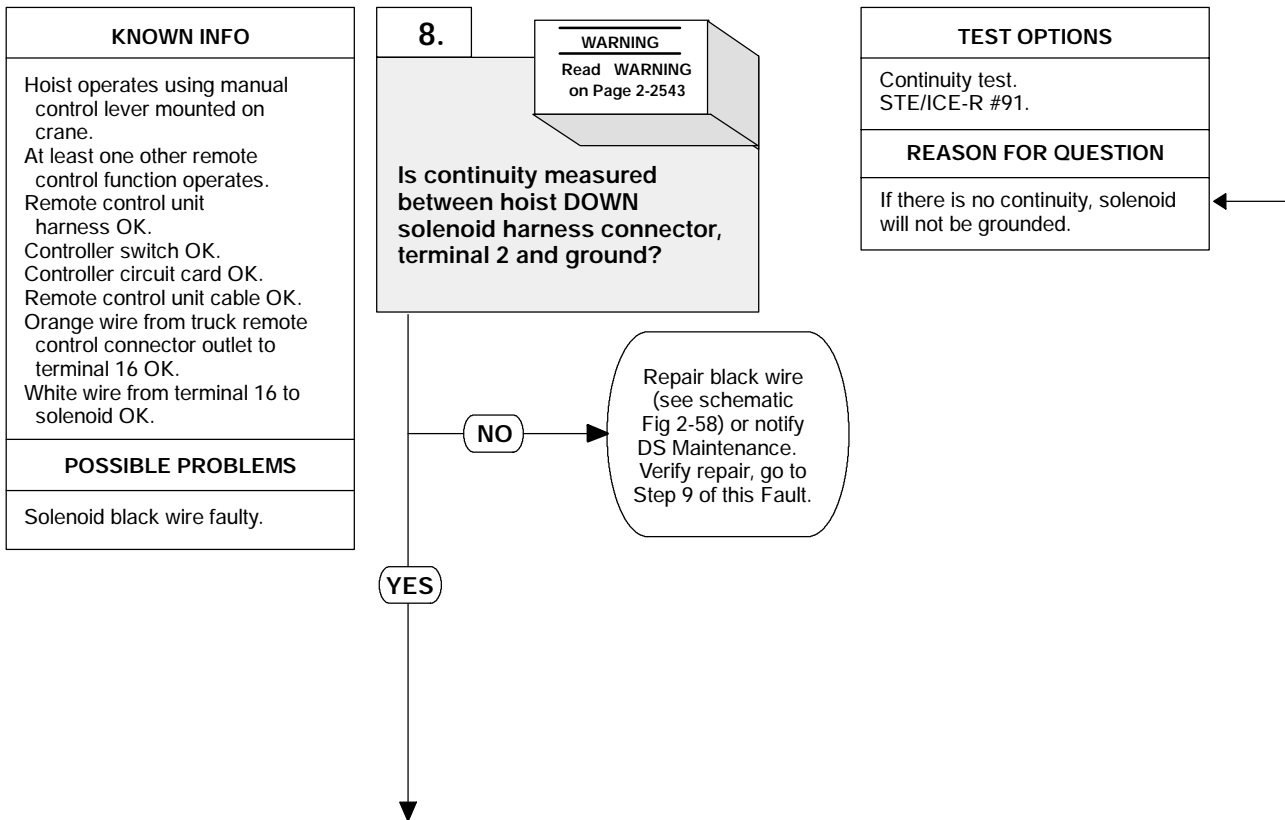 KNOWN INFO
Hoist operates using manual
control lever mounted on
crane.
At least one other remote
control function operates.
Remote control unit
harness OK.
Controller switch OK.
Controller circuit card OK.
Remote control unit cable OK.
Orange wire from truck remote
control connector outlet to
terminal 16 OK.
White wire from terminal 16 to
solenoid OK.
POSSIBLE PROBLEMS
Solenoid black wire faulty.
8.
WARNING
Read WARNING
on Page 2-2543
Is continuity measured
between hoist DOWN
solenoid harness connector,
terminal 2 and ground?
TEST OPTIONS
Continuity test.
STE/ICE-R #91.
REASON FOR QUESTION
If there is no continuity, solenoid
will not be grounded.
NO
Repair black wire
(see schematic
Fig 2-58) or notify
DS Maintenance.
Verify repair, go to
Step 9 of this Fault.
YES